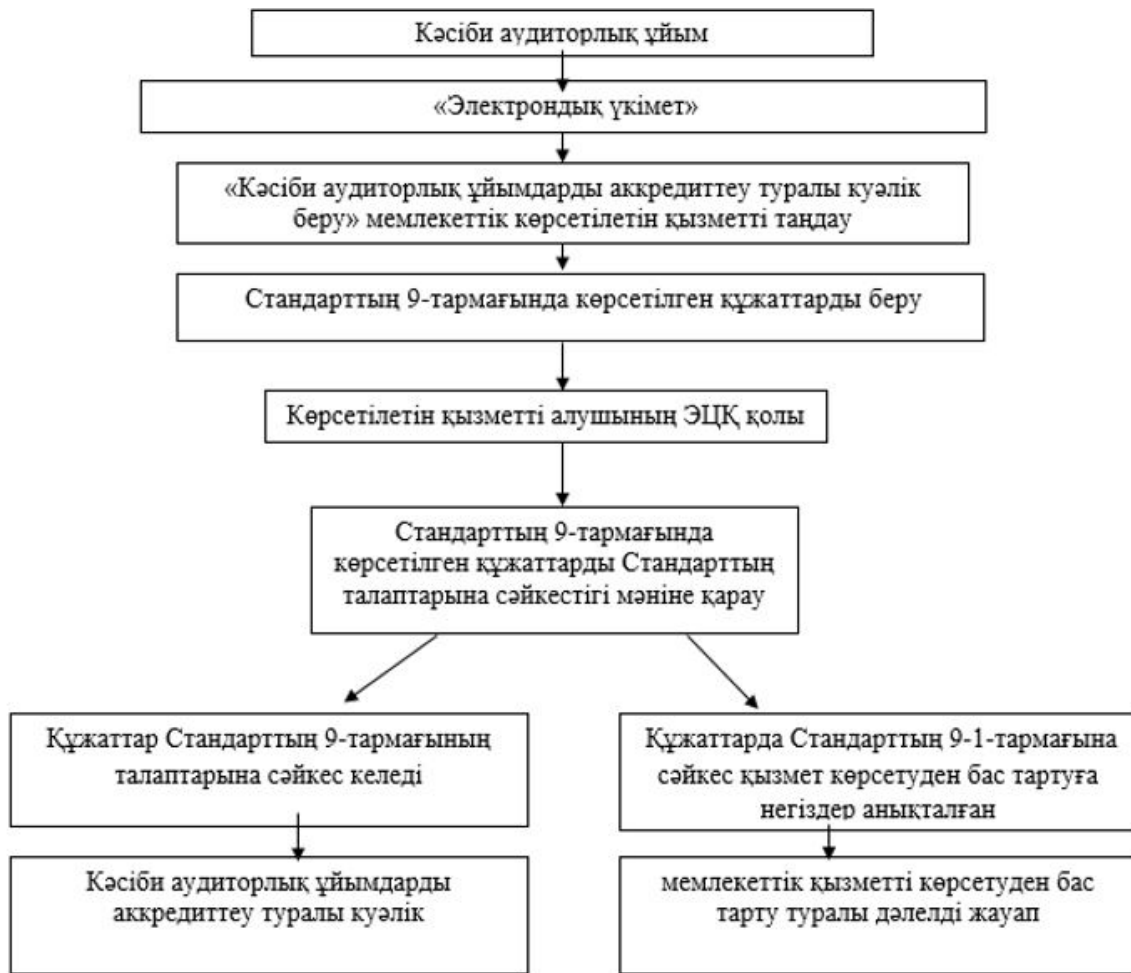 Кәсіби аудиторлық ұйым
«Электрондық үкімет»
«Кәсіби аудиторлық ұйымдарды аккредиттеу туралы куәлік
беру» мемлекеттік көрсетілетін қызметті таңдау
Стандарттың 9-тармағында көрсетілген құжаттарды беру
Көрсетілетін қызметті алушының ЭЦҚ қолы
Стандарттың 9-тармағында
көрсетілген құжаттарды Стандарттың
талаптарына сәйкестігі мәніне қарау
Құжаттар Стандарттың 9-тармағының
талаптарына сәйкес келеді
Құжаттарда Стандарттың 9-1-тармағына
сәйкес қызмет көрсетуден бас тартуға
негіздер анықталған
Кәсіби аудиторлық ұйымдарды
аккредиттеу туралы куәлік
мемлекеттік қызметті көрсетуден бас
тарту туралы дәлелді жауап